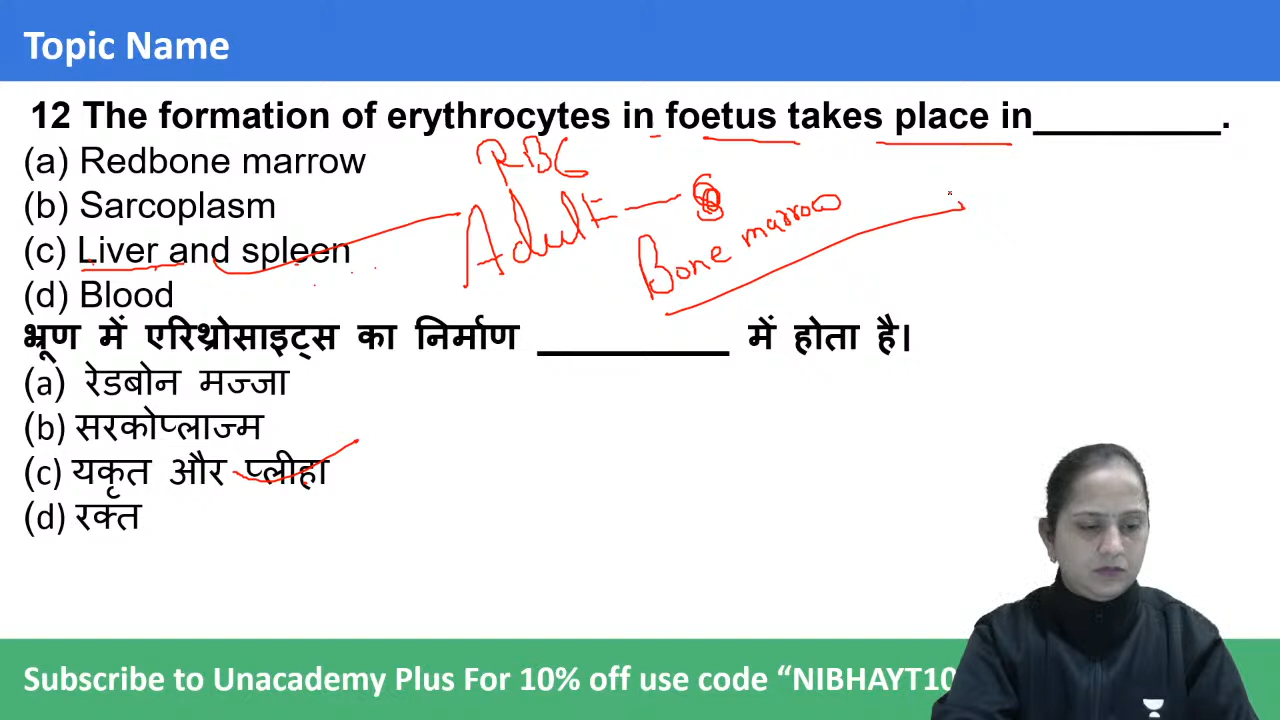 Topic Name
12 The formation of erythrocytes in foetus takes place in_________.
(a) Redbone marrow
RBC
(b) Sarcoplasm
Adult —
Bone marrow
(c) Liver and spleen
(d) Blood
भ्रूण में एरिथ्रोसाइट्स का निर्माण __________ में होता है।
(a) रेडबोन मज्जा
(b) सरकोप्लाज्म
(c) यकृत और प्लीहा
(d) रक्त
Subscribe to Unacademy Plus For 10% off use code “NIBHAYT10